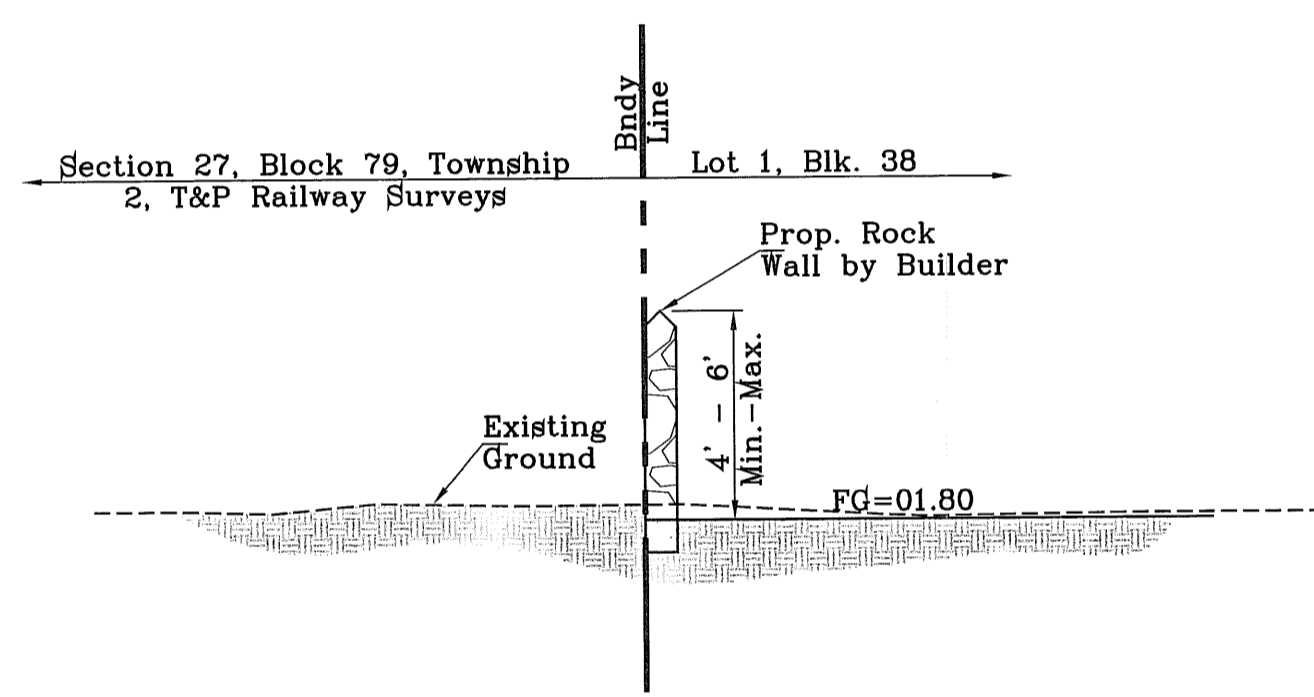 Bndy
Line
Section 27, Block 79, Township
2, T&P Railway Surveys
Lot 1, Blk. 38
Prop. Rock
Wall by Builder
4' - 6'
Min.-Max.
Existing
Ground
FG=01.80